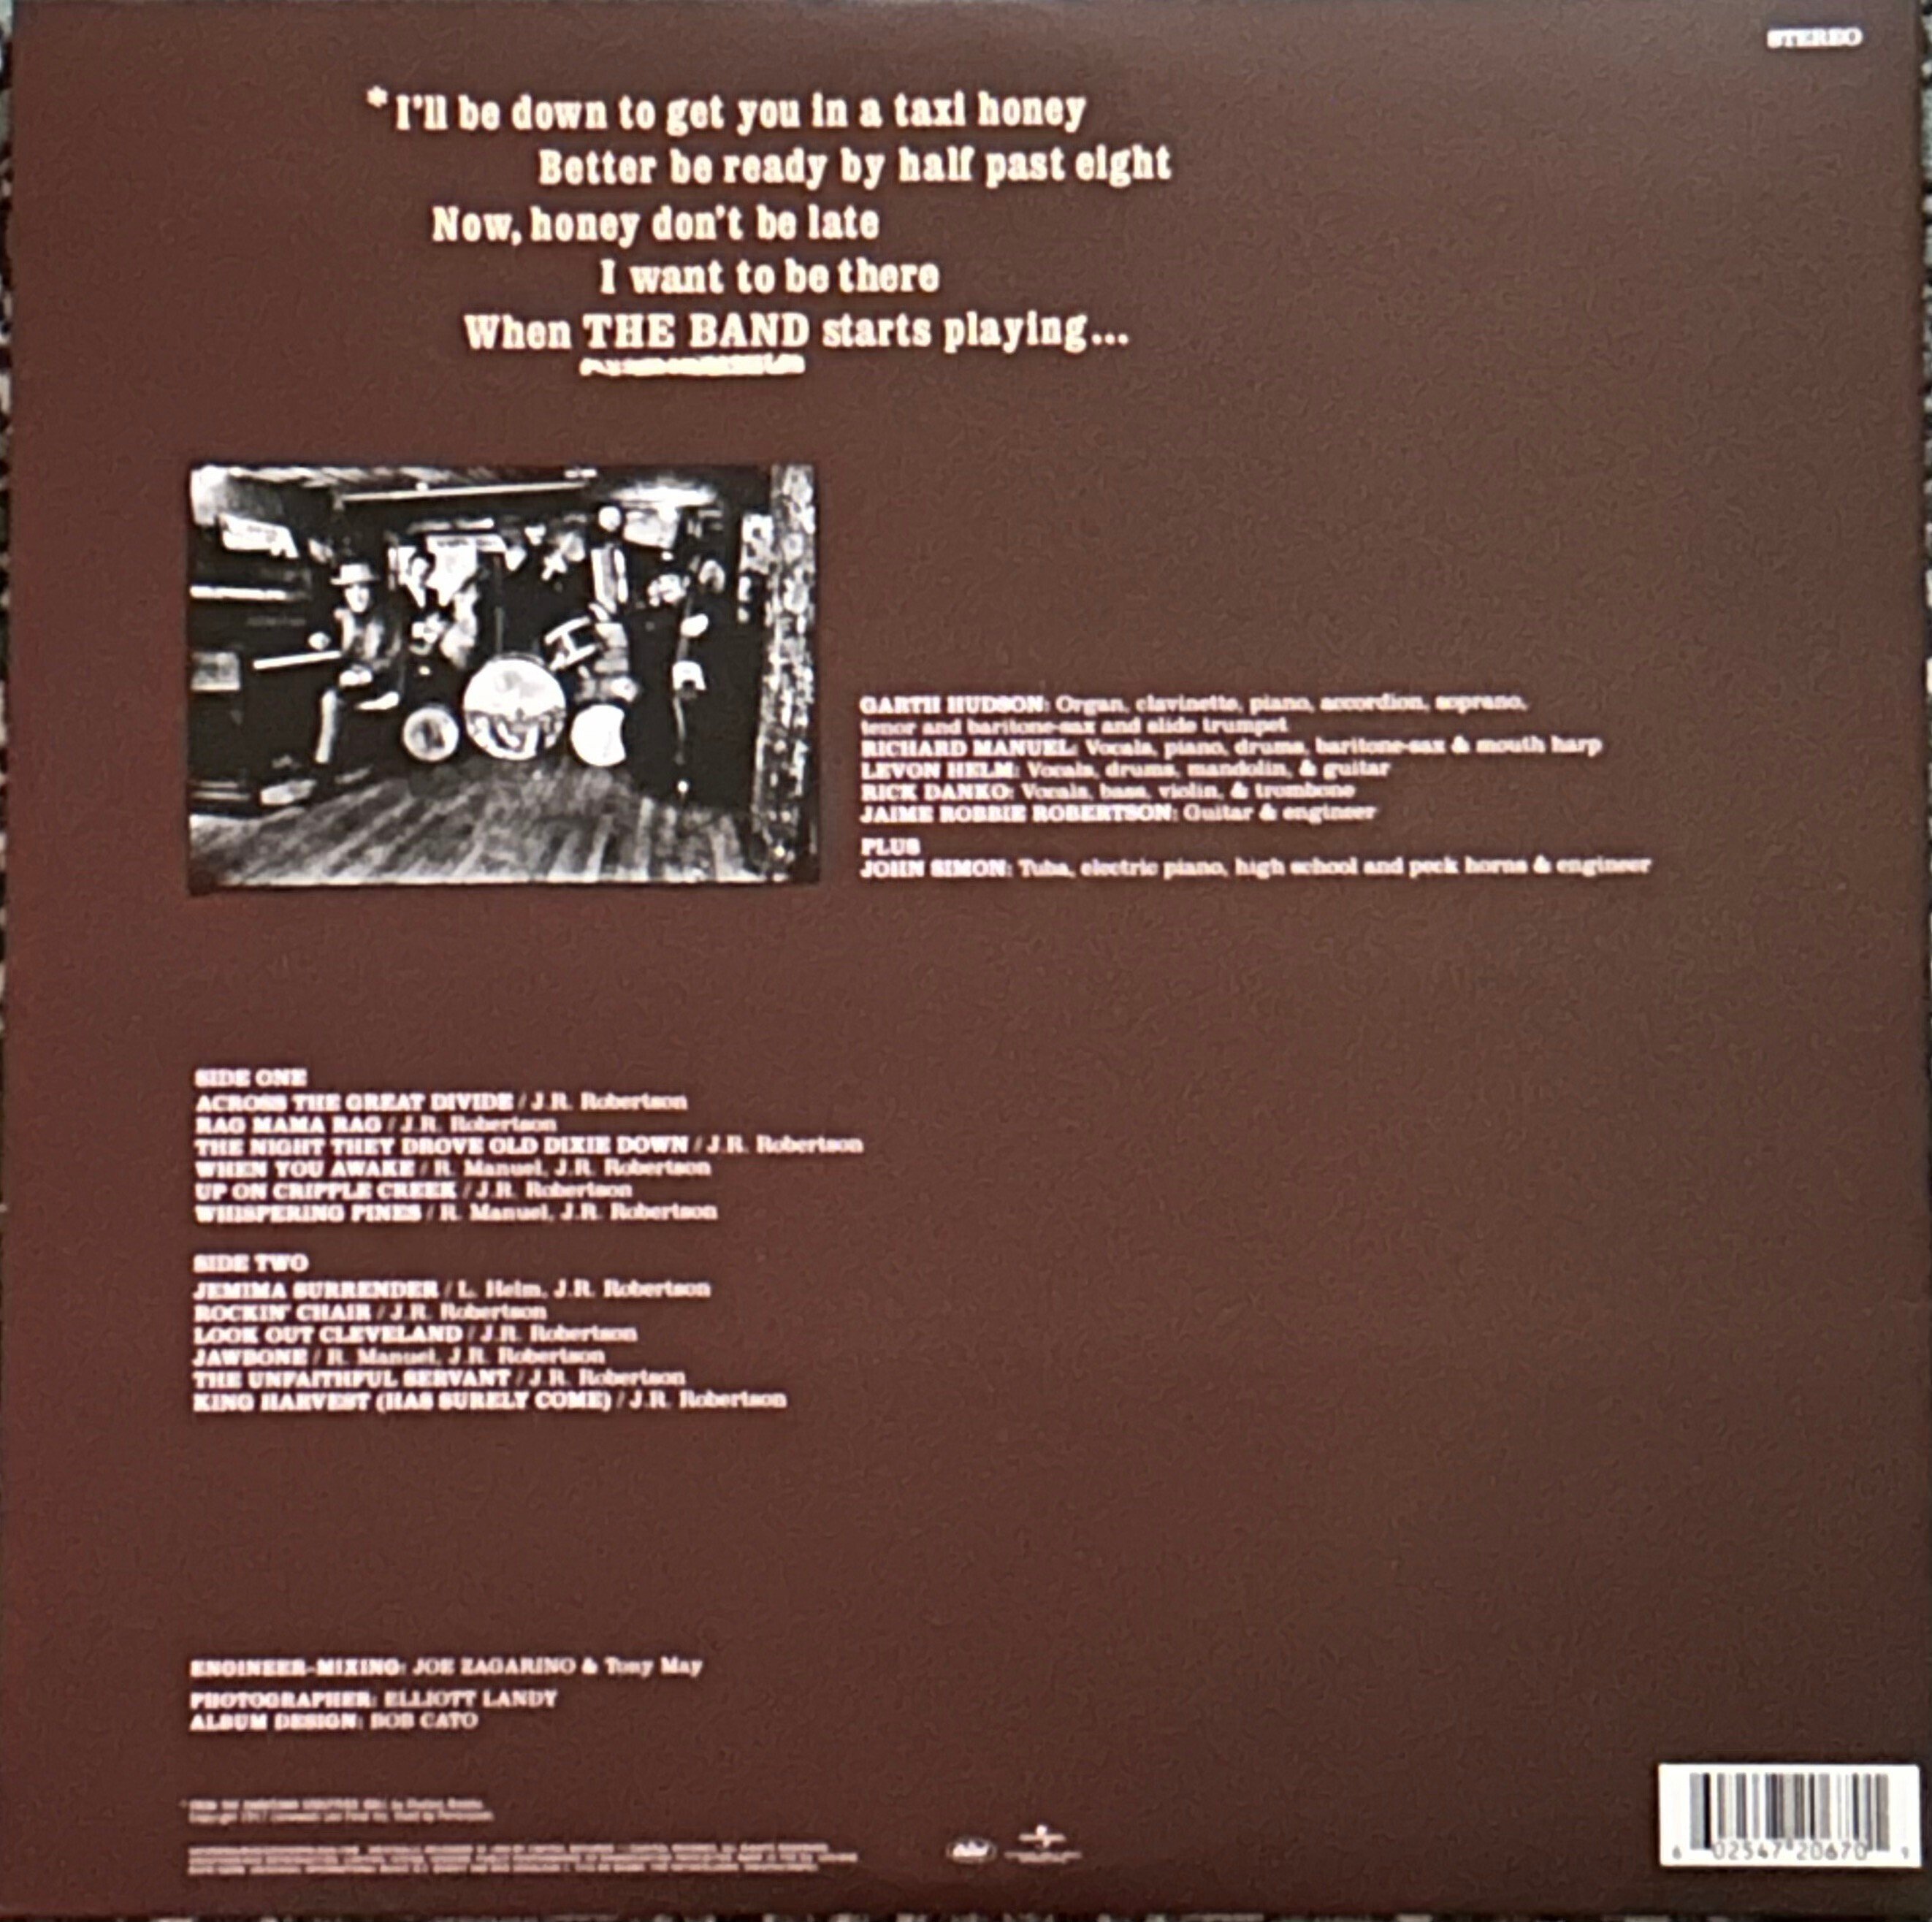 STEREO
*I'll be down to get you in a taxi honey
Better be ready by half past eight
Now, honey don't be late
I want to be there
When THE BAND starts playing...
GARTH HUDSON: Organ, clavinette, piano, accordion, soprano,
tenor and baritone-sax and slide trumpet
RICHARD MANUEL: Vocals, piano, drums, baritone-sax & mouth harp
LEVON HELM: Vocals, drums, mandolin, & guitar
RICK DANKO: Vocals, bass, violin, & trombone
JAIME ROBBIE ROBERTSON: Guitar & engineer
PLUS
JOHN SIMON: Tuba, electric piano, high school and peck horns & engineer
SIDE ONE
ACROSS THE GREAT DIVIDE / J.R. Robertson
RAG MAMA RAG / J.R. Robertson
THE NIGHT THEY DROVE OLD DIXIE DOWN / J.R. Robertson
WHEN YOU AWAKE / R. Manuel, J.R. Robertson
UP ON CRIPPLE CREEK / J.R. Robertson
WHISPERING PINES / R. Manuel, J.R. Robertson
SIDE TWO
JEMIMA SURRENDER / L. Helm, J.R. Robertson
ROCKIN' CHAIR / J.R. Robertson
LOOK OUT CLEVELAND / J.R. Robertson
JAWBONE / R. Manuel, J.R. Robertson
THE UNFAITHFUL SERVANT / J.R. Robertson
KING HARVEST (HAS SURELY COME) / J.R. Robertson
ENGINEER-MIXING: JOE ZAGARINO & Tony May
PHOTOGRAPHER: ELLIOTT LANDY
ALBUM DESIGN: BOB CATO
6 02547 20670 9